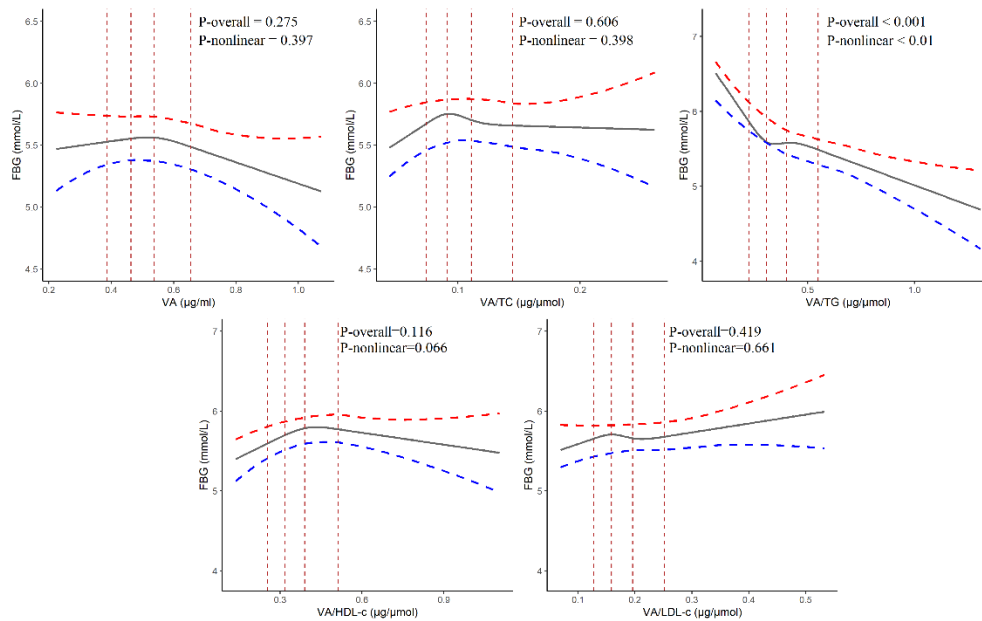 P-overall = 0.275
P-nonlinear = 0.397
6.5
6.0
5.5
5.0
4.5
FBG (mmol/L)
0.2
0.4
0.6
0.8
1.0
VA (μg/ml)
P-overall = 0.606
P-nonlinear = 0.398
6.5
6.0
5.5
5.0
4.5
FBG (mmol/L)
0.1
0.2
VA/TC (μg/μmol)
P-overall < 0.001
P-nonlinear < 0.01
7
6
5
4
FBG (mmol/L)
0.5
1.0
VA/TG (μg/μmol)
P-overall=0.116
P-nonlinear=0.066
7
6
5
4
FBG (mmol/L)
0.3
0.6
0.9
VA/HDL-c (μg/μmol)
P-overall=0.419
P-nonlinear=0.661
7
6
5
4
FBG (mmol/L)
0.1
0.2
0.3
0.4
0.5
VA/LDL-c (μg/μmol)